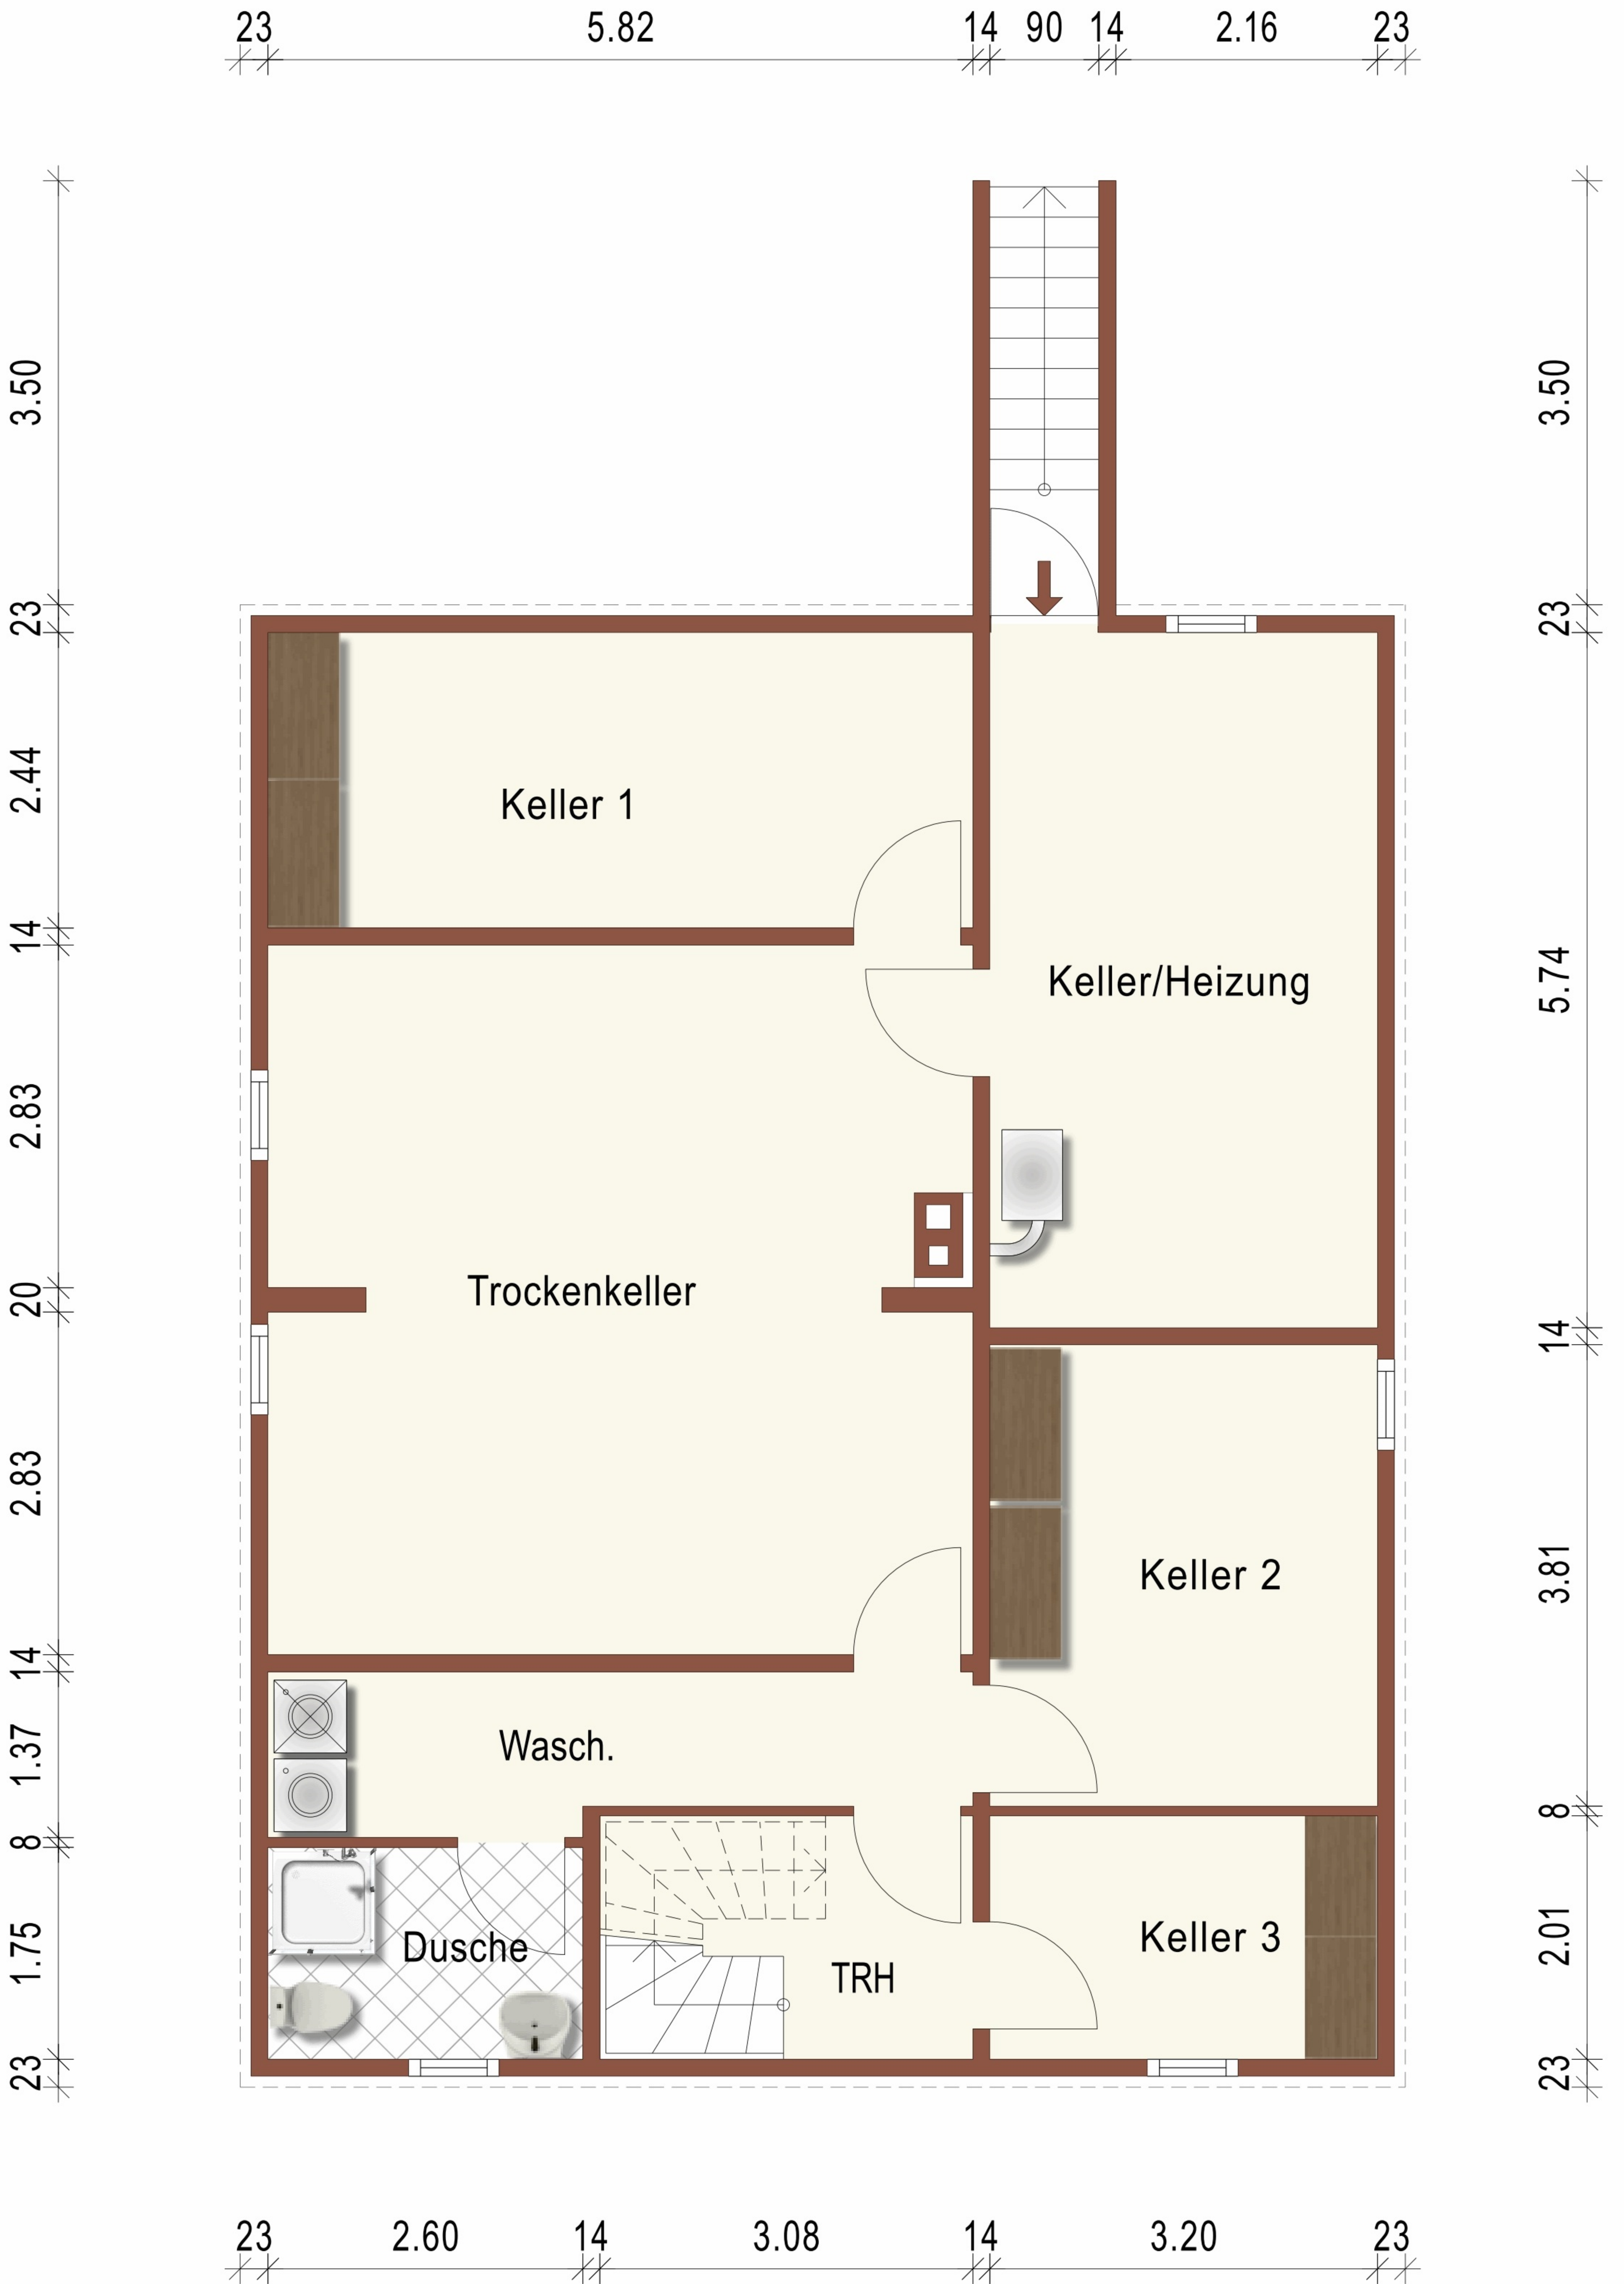 23 5.82 14 90 14 2.16 23
3.50
23
2.44
14
2.83
20
2.83
14
1.37
8
1.75
23
3.50
23
5.74
14
3.81
8
2.01
23
Keller 1
Keller/Heizung
Trockenkeller
Keller 2
Wasch.
Keller 3
Dusche
TRH
23 2.60 14 3.08 14 3.20 23